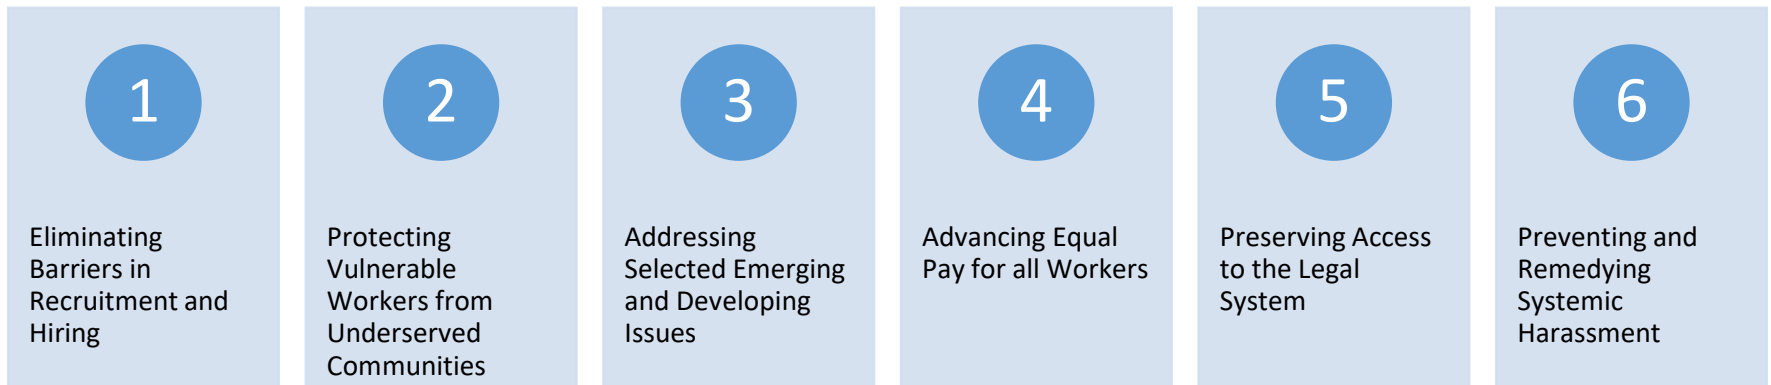 1
Eliminating
Barriers in
Recruitment and
Hiring
2
Protecting
Vulnerable
Workers from
Underserved
Communities
3
Addressing
Selected Emerging
and Developing
Issues
4
Advancing Equal
Pay for all Workers
5
Preserving Access
to the Legal
System
6
Preventing and
Remedying
Systemic
Harassment